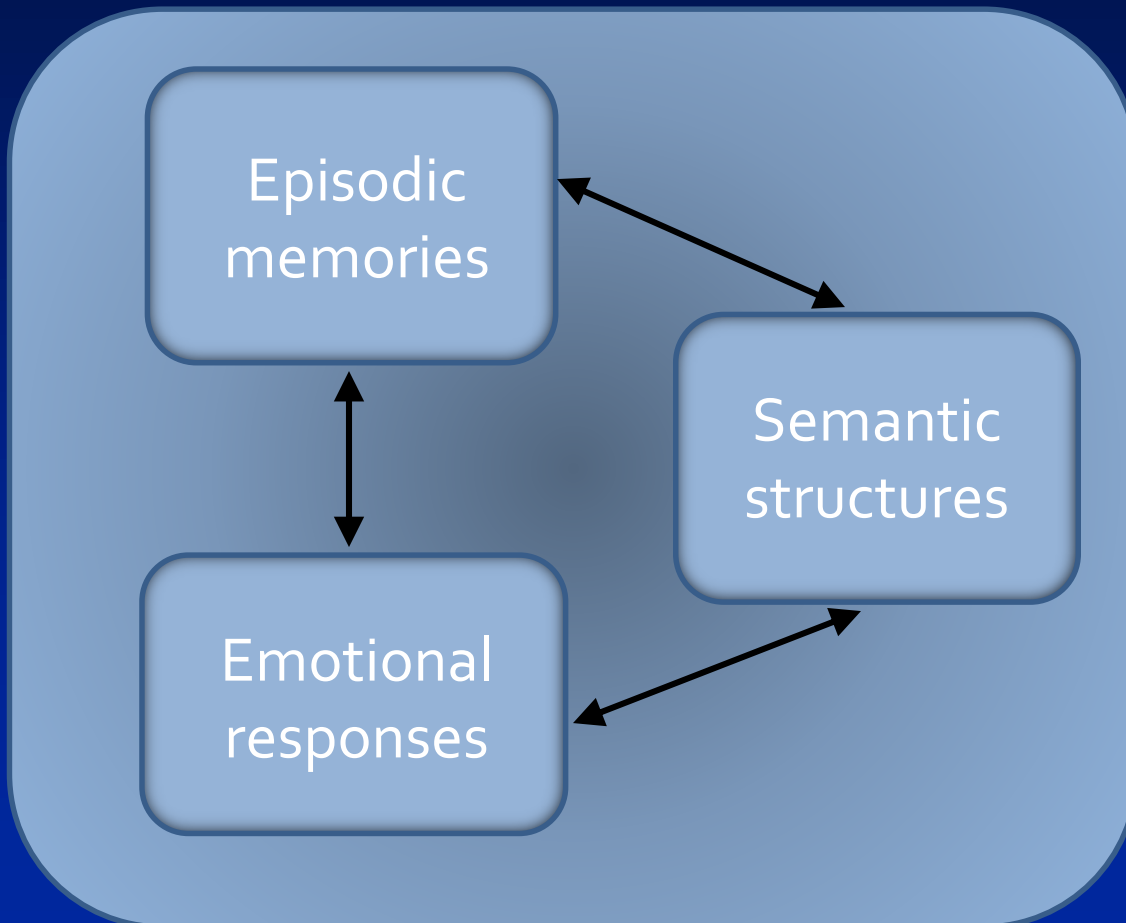 Episodic
memories
Semantic
structures
Emotional
responses